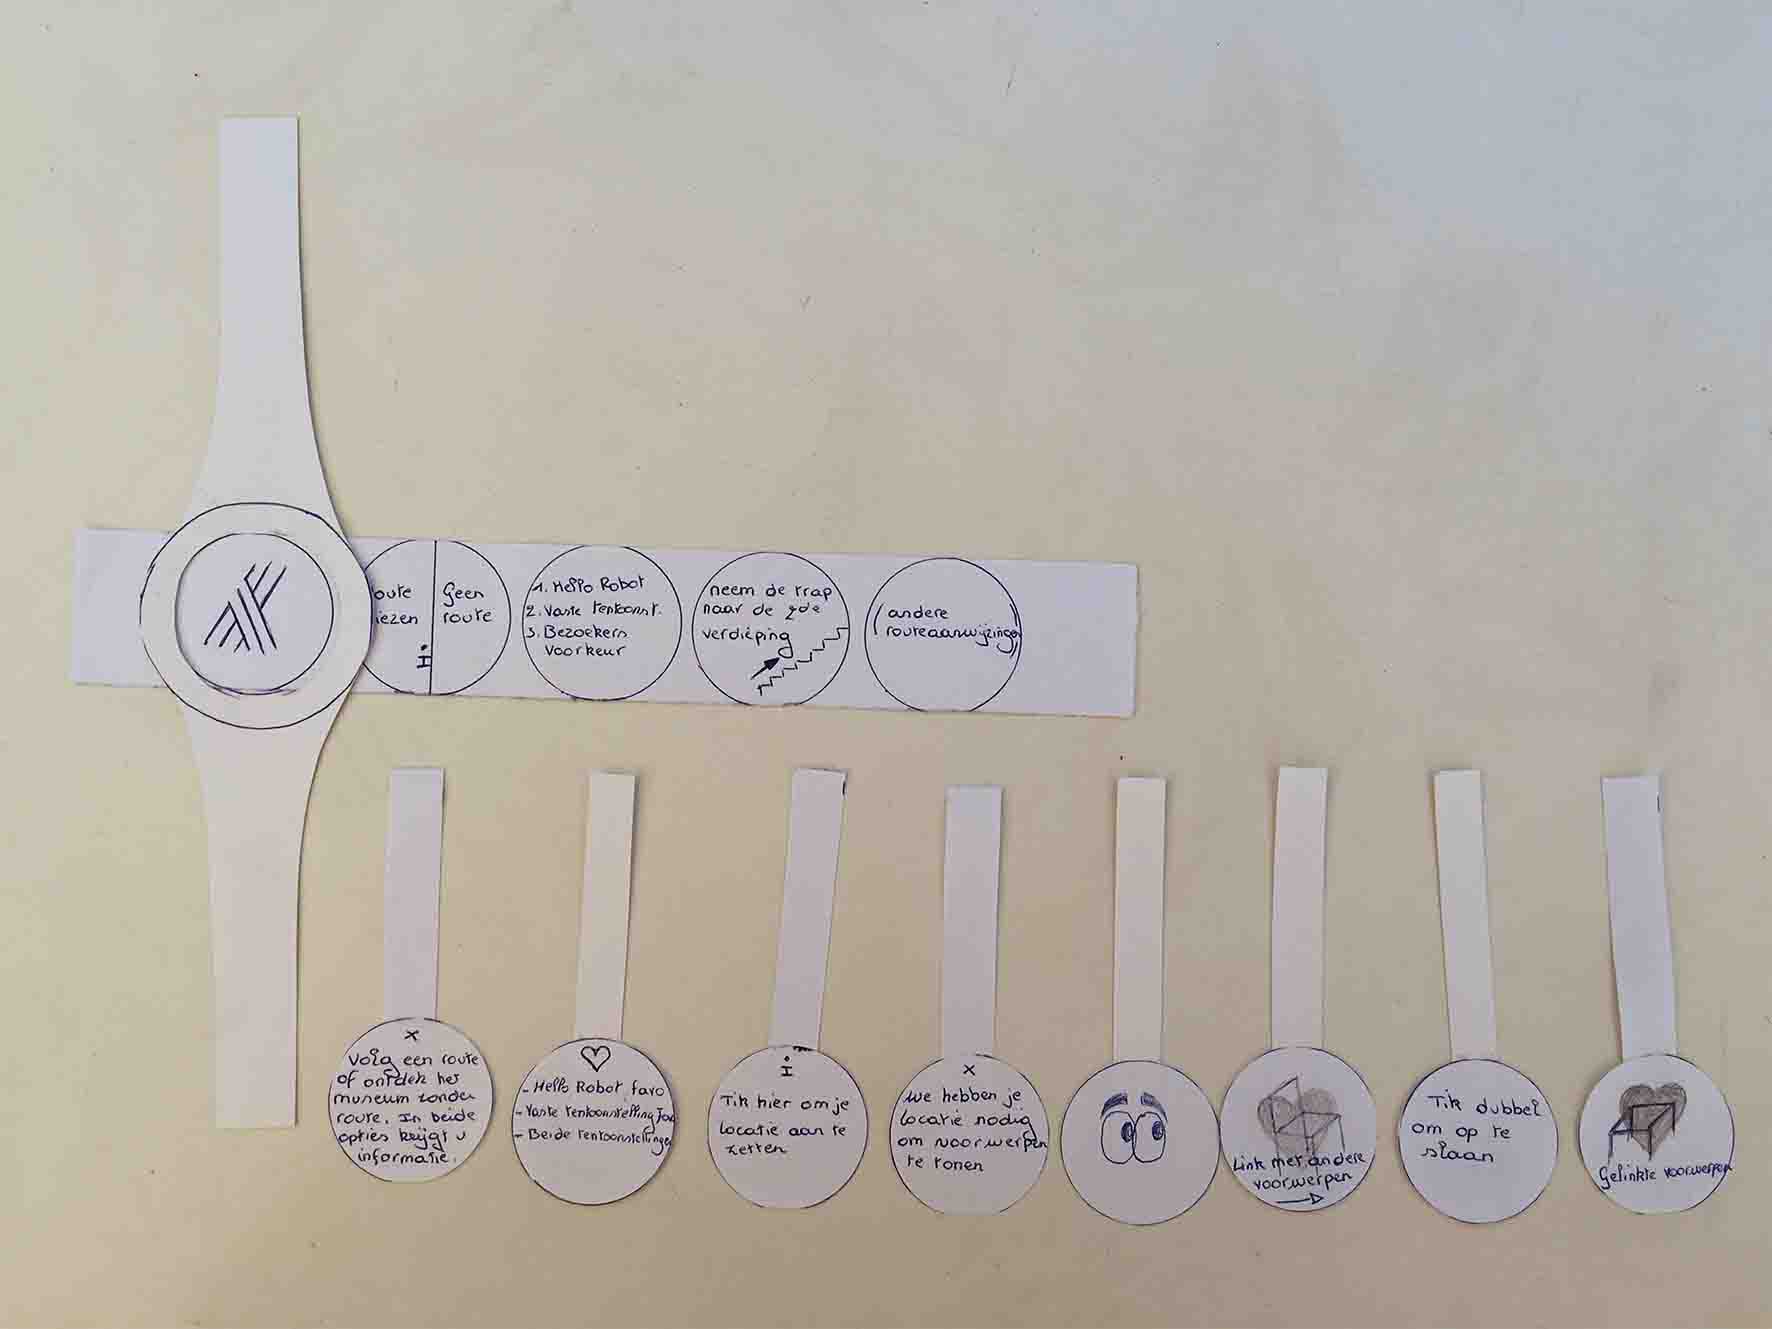 oute
iezen
i
Geen
route
1. Hello Robot
2. Vaste tentoonst.
3. Bezoekers
Voorkeur
neem de trap
naar de 2de
verdieping
(andere
routeaanwijzingen)
x
Volg een route
of ontdek het
museum zonder
route. In beide
opties krijgt u
informatie.
- Hello Robot favo
- Vaste tentoonstelling
- Beide tentoonstellingen
i
Tik hier om je
locatie aan te
zetten
x
we hebben je
locatie nodig
om voorwerpen
te tonen
Link met andere
voorwerpen
Tik dubbel
om op te
slaan
Gelinkte voorwerpen